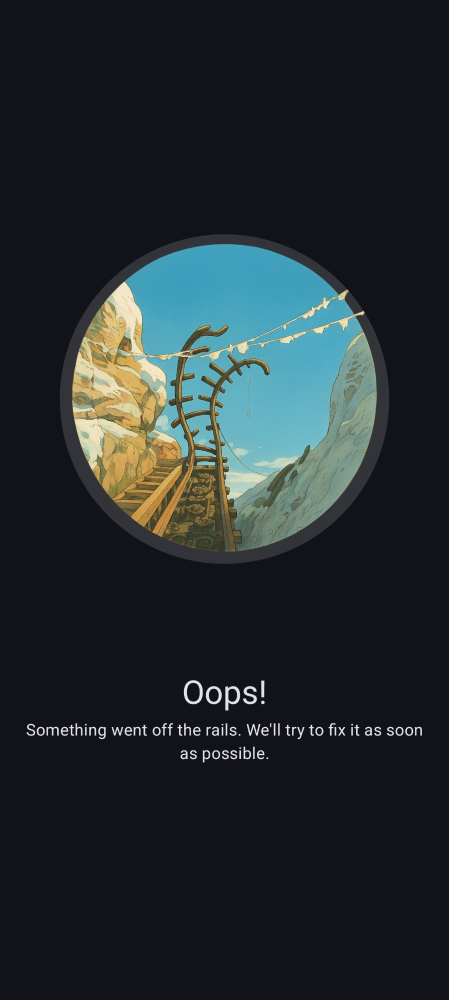 Oops!
Something went off the rails. We'll try to fix it as soon
as possible.